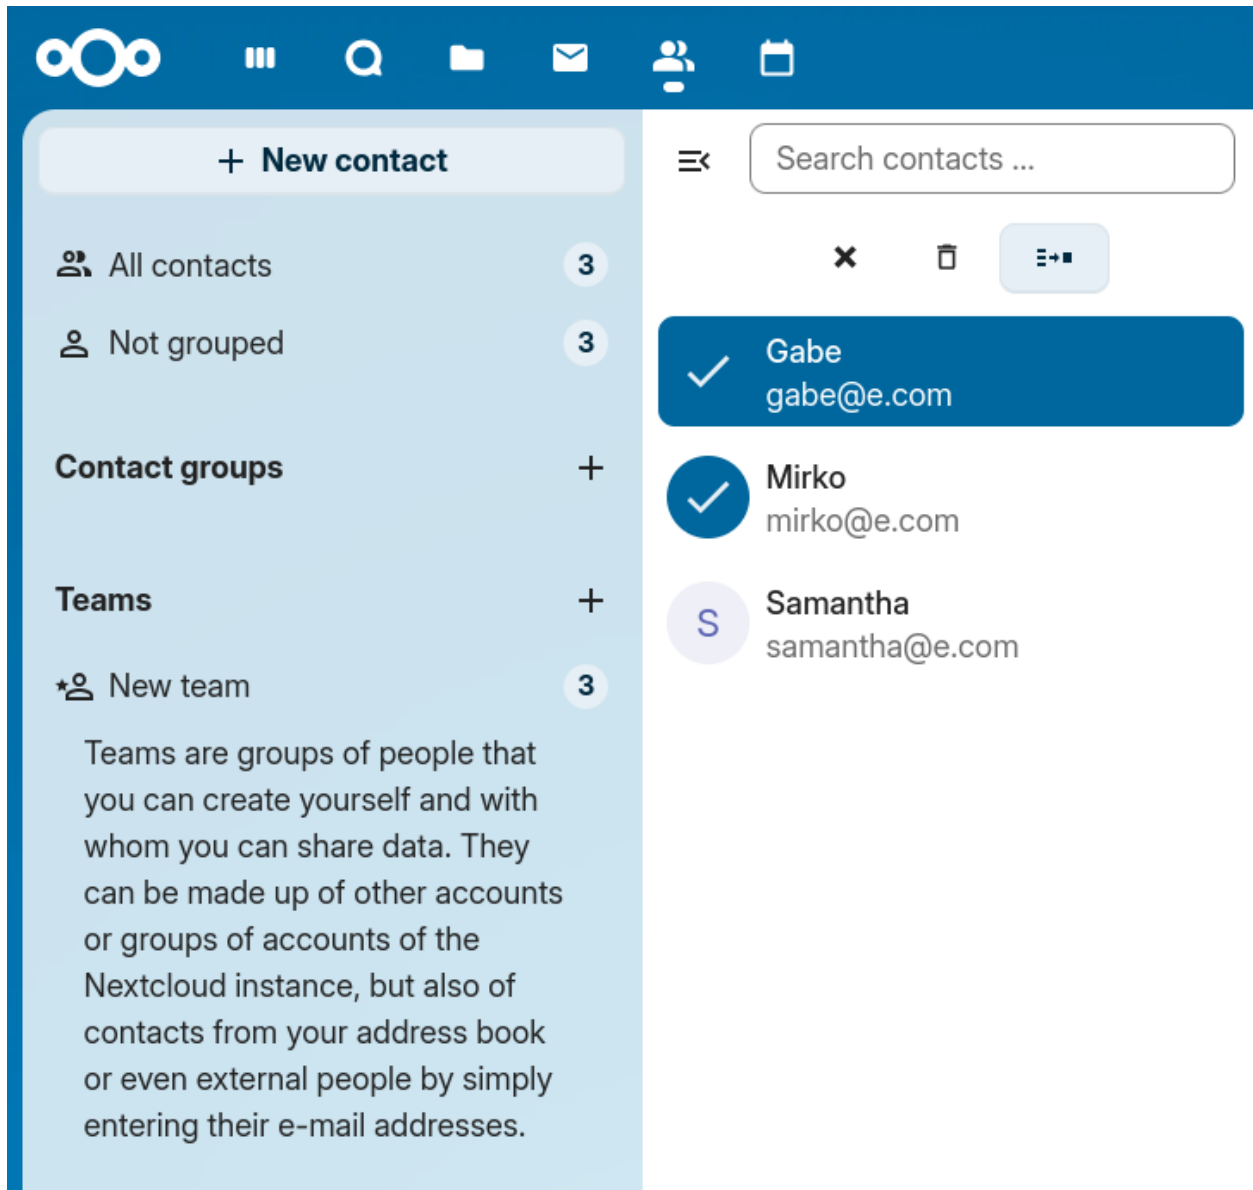 + New contact
All contacts 3
Not grouped 3
Contact groups +
Teams +
New team 3
Teams are groups of people that
you can create yourself and with
whom you can share data. They
can be made up of other accounts
or groups of accounts of the
Nextcloud instance, but also of
contacts from your address book
or even external people by simply
entering their e-mail addresses.
Search contacts ...
Gabe
gabe@e.com
Mirko
mirko@e.com
S
Samantha
samantha@e.com